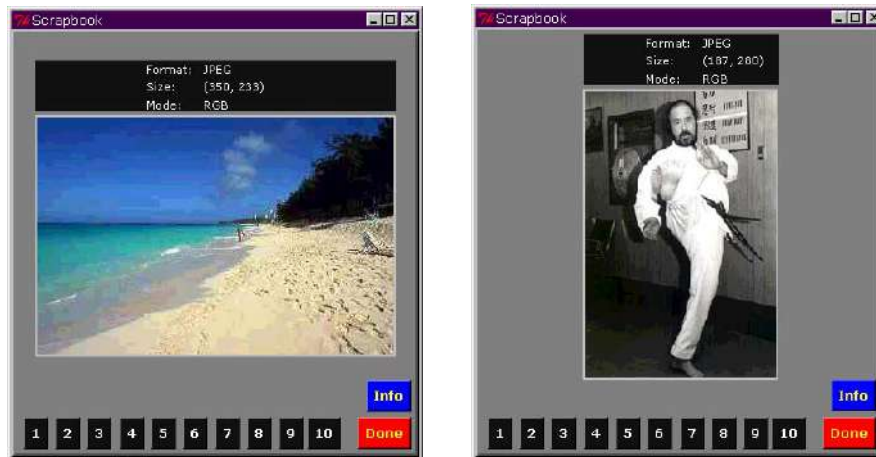 Scrapbook
Format: JPEG
Size: (350, 233)
Mode: RGB
Info
1 2 3 4 5 6 7 8 9 10 Done
Scrapbook
Format: JPEG
Size: (187, 280)
Mode: RGB
Info
1 2 3 4 5 6 7 8 9 10 Done